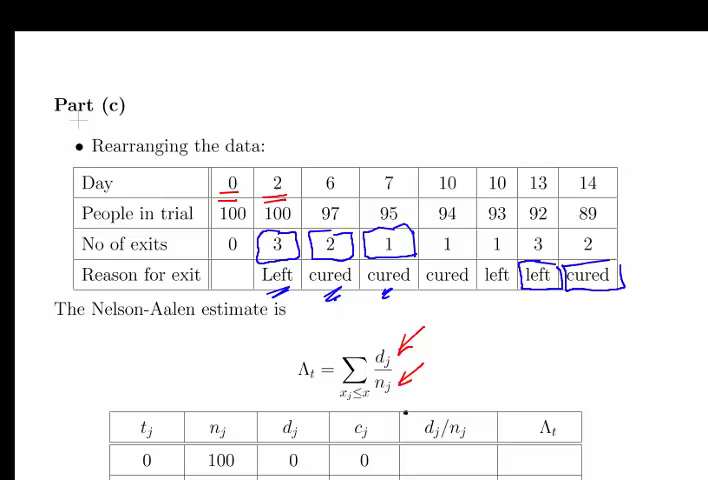 Part (c)
• Rearranging the data:
Day 0 2 6 7 10 10 13 14
People in trial 100 100 97 95 94 93 92 89
No of exits 0 3 2 1 1 1 3 2
Reason for exit Left cured cured cured left left cured
The Nelson-Aalen estimate is
Λt = ∑ xj≤x dj/nj
tj nj dj cj dj/nj Λt
0 100 0 0